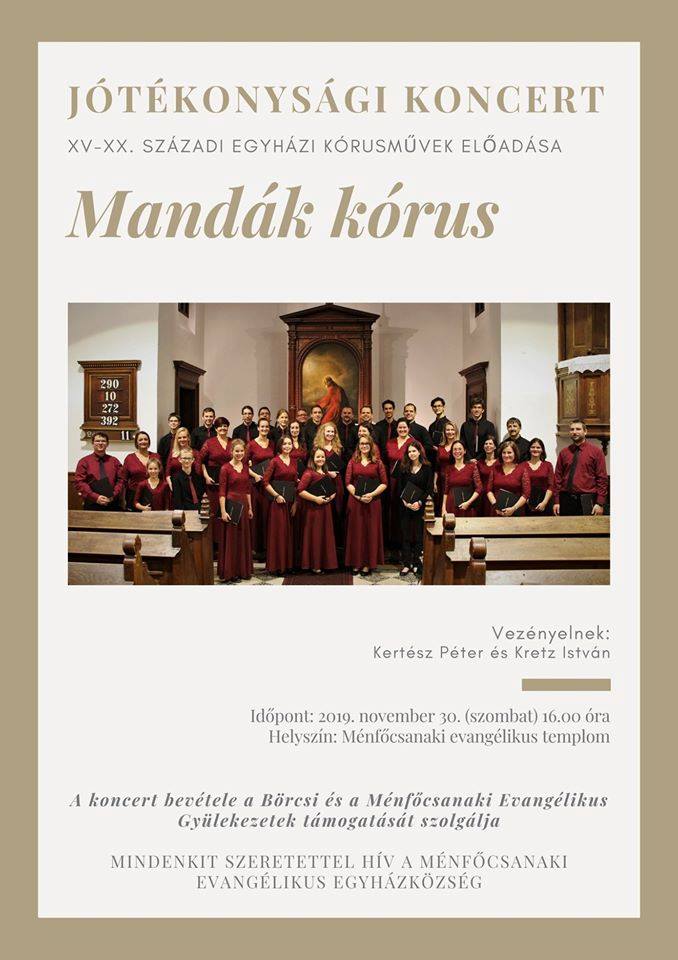 JÓTÉKONYSÁGI KONCERT
XV-XX. SZÁZADI EGYHÁZI KÓRUSMŰVEK ELŐADÁSA
Mandák kórus
290
10
272
392
11
Vezényelnek:
Kertész Péter és Kretz István
Időpont: 2019. november 30. (szombat) 16.00 óra
Helyszín: Ménfőcsanaki evangélikus templom
A koncert bevétele a Börcsi és a Ménfőcsanaki Evangélikus
Gyülekezetek támogatását szolgálja
MINDENKIT SZERETETTEL HÍV A MÉNFŐCSANAKI
EVANGÉLIKUS EGYHÁZKÖZSÉG